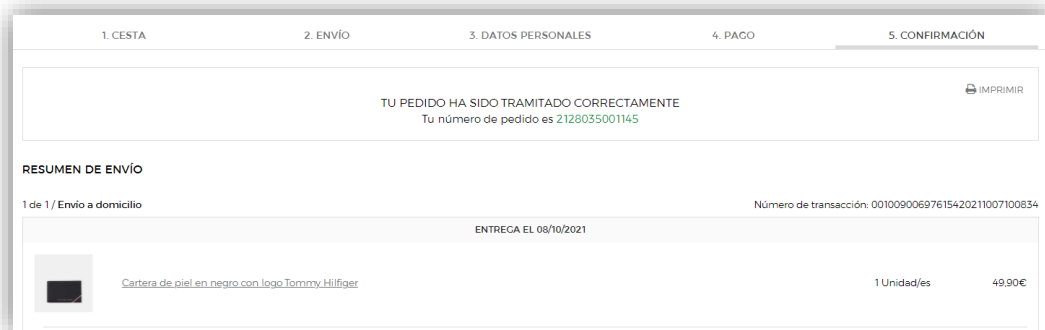 1. CESTA 2. ENVÍO 3. DATOS PERSONALES 4. PAGO 5. CONFIRMACIÓN
IMPRIMIR
TU PEDIDO HA SIDO TRAMITADO CORRECTAMENTE
Tu número de pedido es 2128035001145
RESUMEN DE ENVÍO
1 de 1 / Envío a domicilio Número de transacción: 00100900697615420211007100834
ENTREGA EL 08/10/2021
Cartera de piel en negro con logo Tommy Hilfiger 1 Unidad/es 49,90€